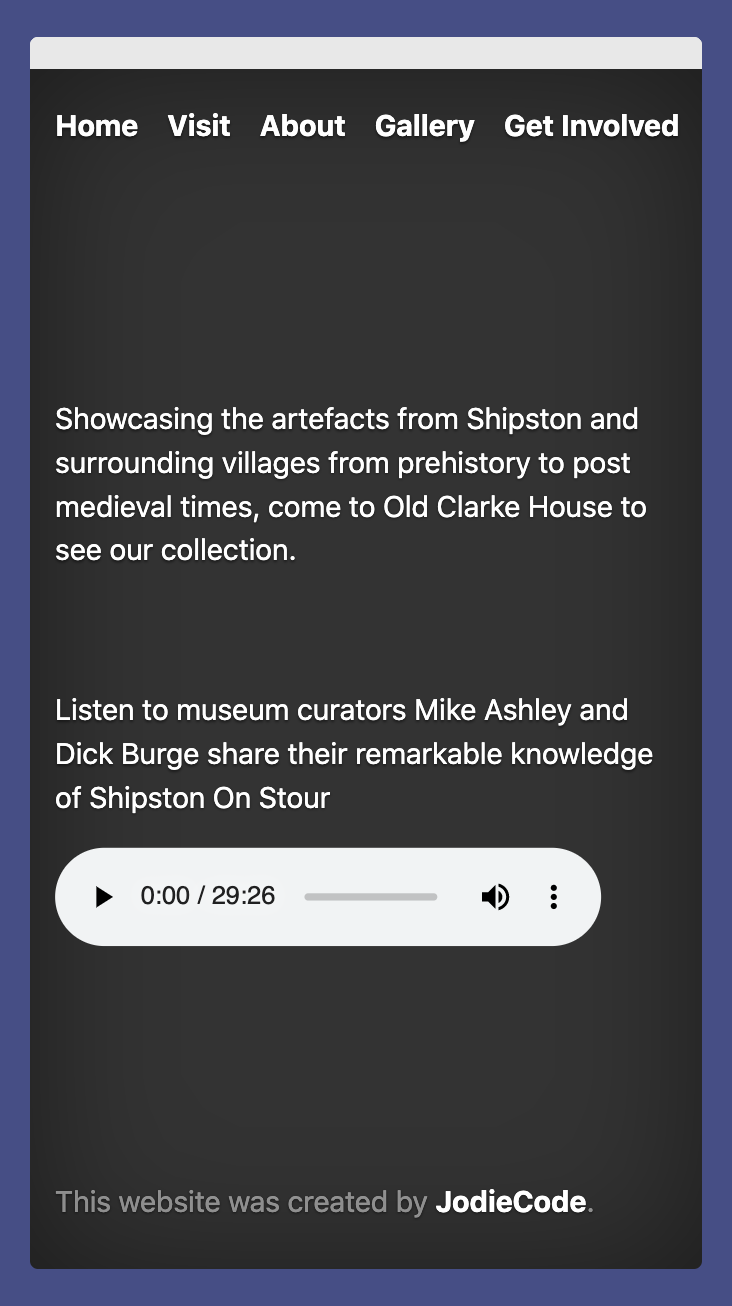 Home Visit About Gallery Get Involved
Showcasing the artefacts from Shipston and
surrounding villages from prehistory to post
medieval times, come to Old Clarke House to
see our collection.
Listen to museum curators Mike Ashley and
Dick Burge share their remarkable knowledge
of Shipston On Stour
0:00 / 29:26
This website was created by JodieCode.